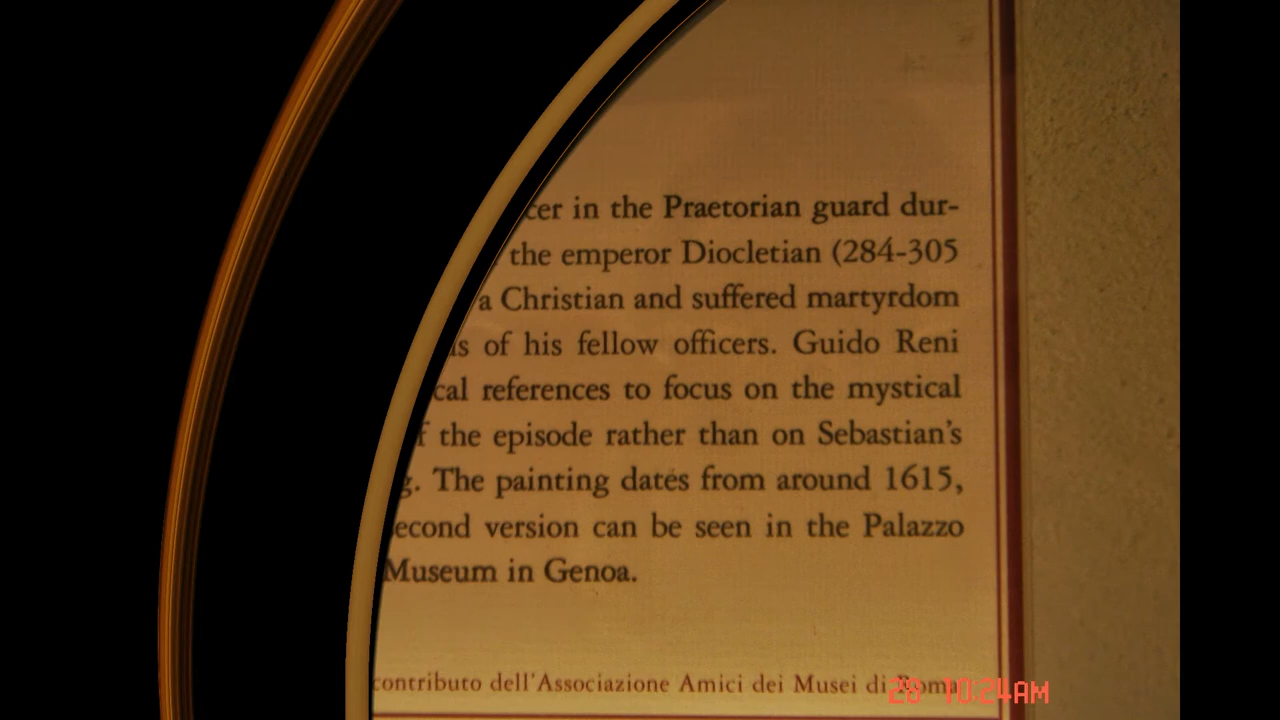 in the Praetorian guard dur-
the emperor Diocletian (284-305
a Christian and suffered martyrdom
of his fellow officers. Guido Reni
references to focus on the mystical
the episode rather than on Sebastian's
The painting dates from around 1615,
version can be seen in the Palazzo
Museum in Genoa.
contributo dell'Associazione Amici dei Musei di Roma
28 10:24AM